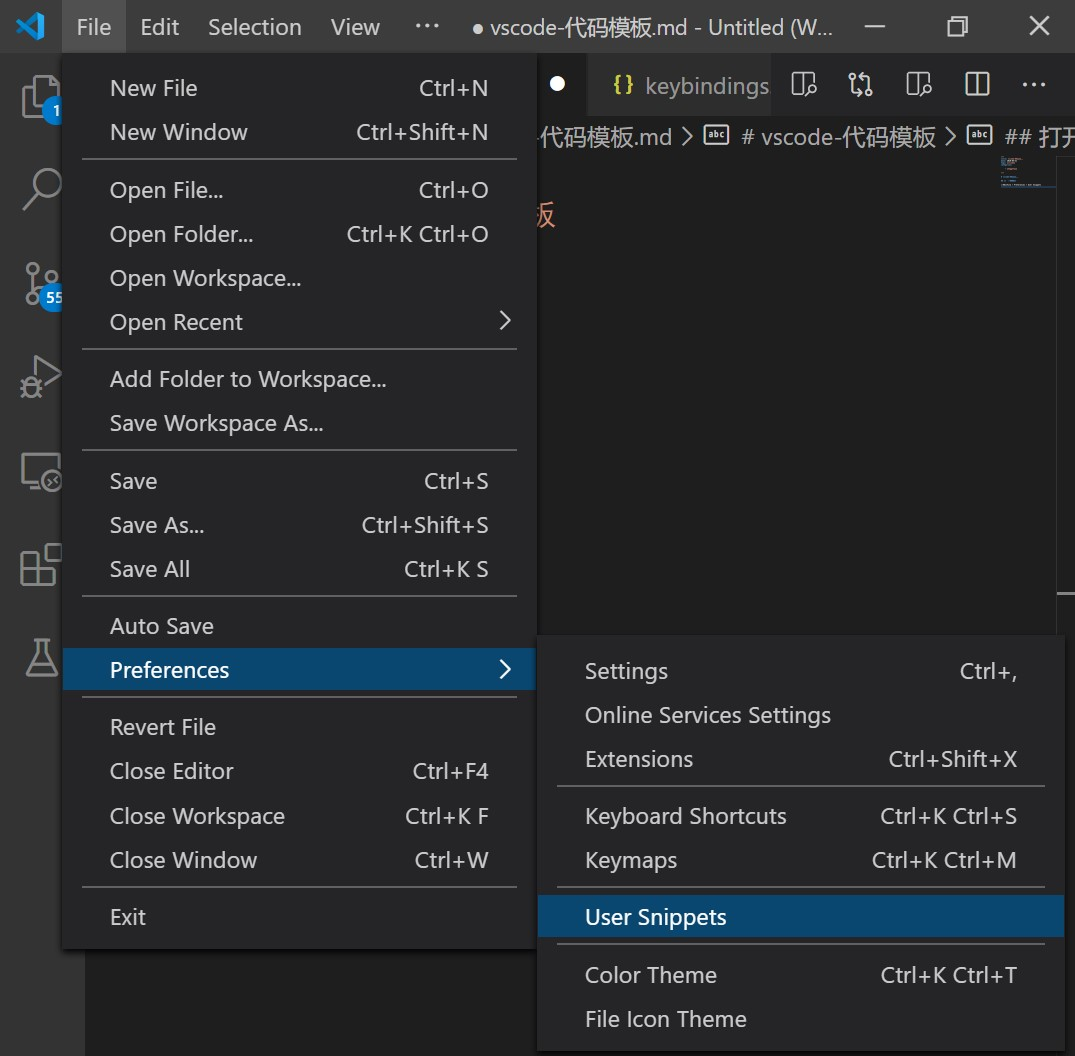 File Edit Selection View ··· ● vscode-代码模板.md - Untitled (W...
1
{} keybindings ···
-代码模板.md > abc # vscode-代码模板 > abc ## 打开
板
55
New File Ctrl+N
New Window Ctrl+Shift+N
Open File... Ctrl+O
Open Folder... Ctrl+K Ctrl+O
Open Workspace...
Open Recent >
Add Folder to Workspace...
Save Workspace As...
Save Ctrl+S
Save As... Ctrl+Shift+S
Save All Ctrl+K S
Auto Save
Preferences >
Revert File
Close Editor Ctrl+F4
Close Workspace Ctrl+K F
Close Window Ctrl+W
Exit
Settings Ctrl+,
Online Services Settings
Extensions Ctrl+Shift+X
Keyboard Shortcuts Ctrl+K Ctrl+S
Keymaps Ctrl+K Ctrl+M
User Snippets
Color Theme Ctrl+K Ctrl+T
File Icon Theme